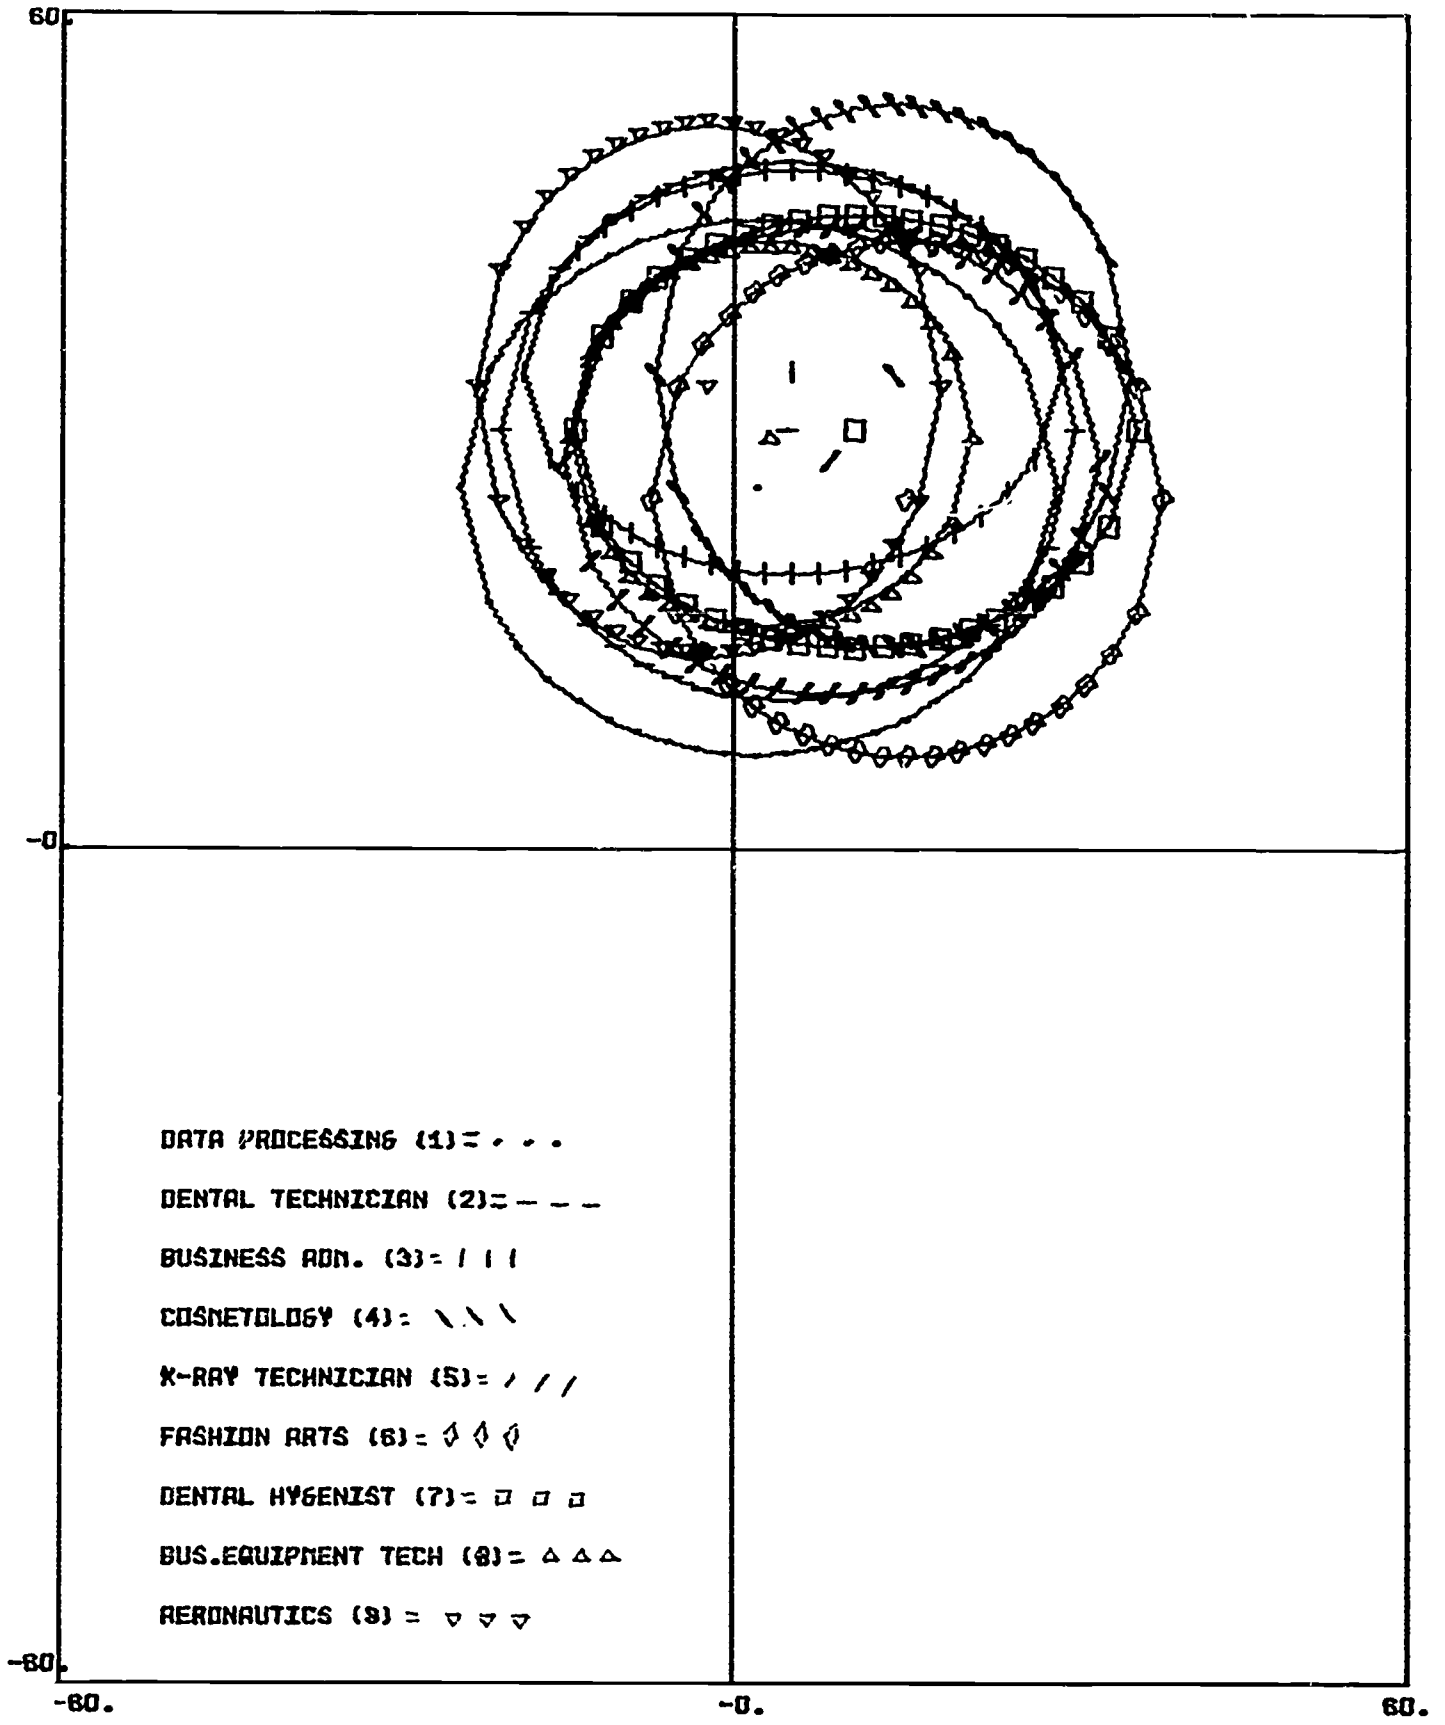 60.
-0
DATA PROCESSING (1)= . . .
DENTAL TECHNICIAN (2)= - - -
BUSINESS ADM. (3)= | | |
COSMETOLOGY (4)= \ \ \
X-RAY TECHNICIAN (5)= / / /
FASHION ARTS (6)= ◊ ◊ ◊
DENTAL HYGENIST (7)= □ □ □
BUS.EQUIPMENT TECH (8)= △ △ △
AERONAUTICS (9) = ▽ ▽ ▽
-60.
-60. -0. 60.